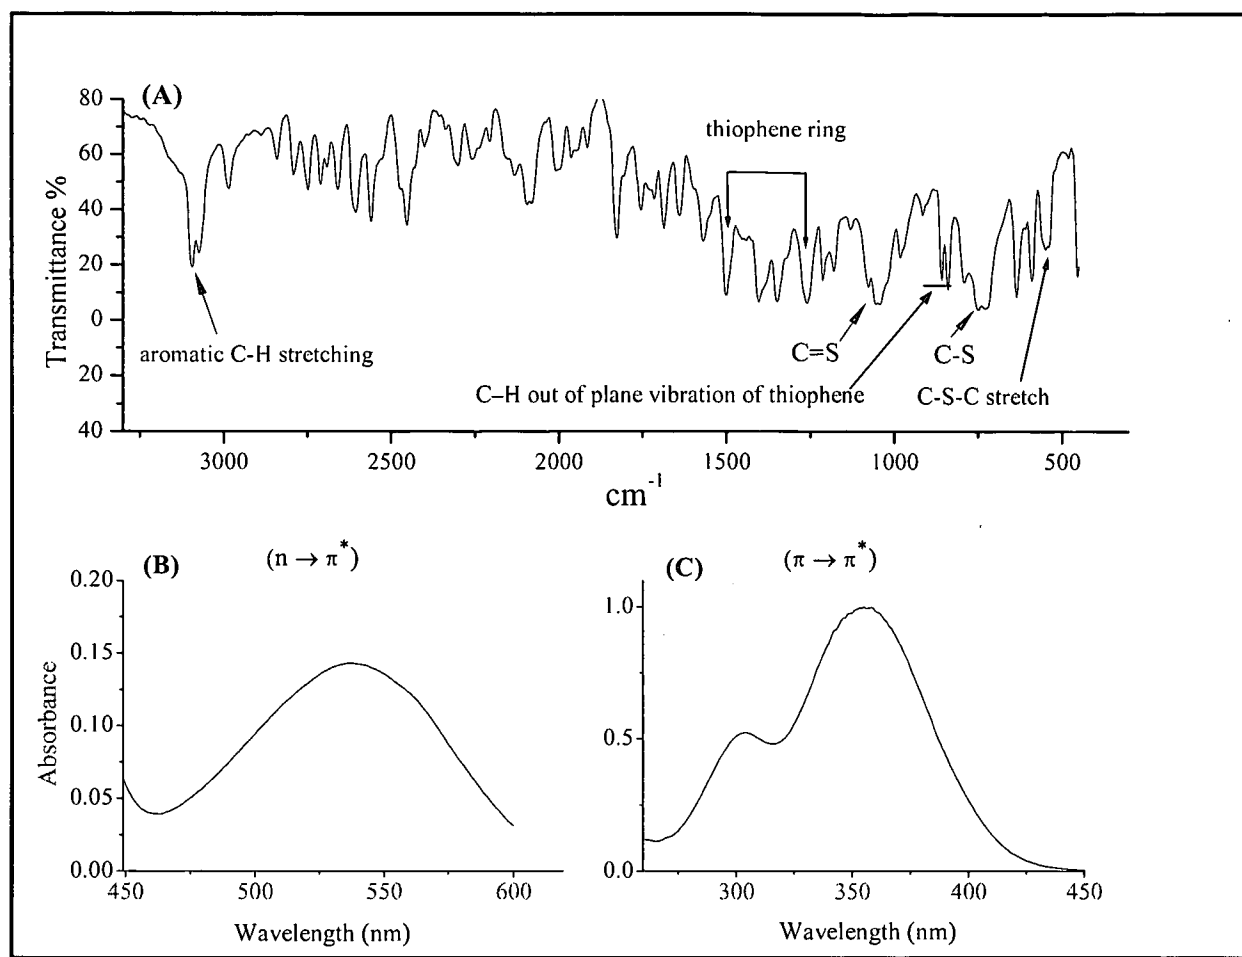 (A)
Transmittance %
80
60
40
20
0
20
40
thiophene ring
aromatic C-H stretching
C=S
C-S
C–H out of plane vibration of thiophene
C-S-C stretch
3000
2500
2000
1500
1000
500
cm⁻¹
(B)
(n → π*)
Absorbance
0.20
0.15
0.10
0.05
0.00
450
500
550
600
Wavelength (nm)
(C)
(π → π*)
1.0
0.5
0.0
300
350
400
450
Wavelength (nm)